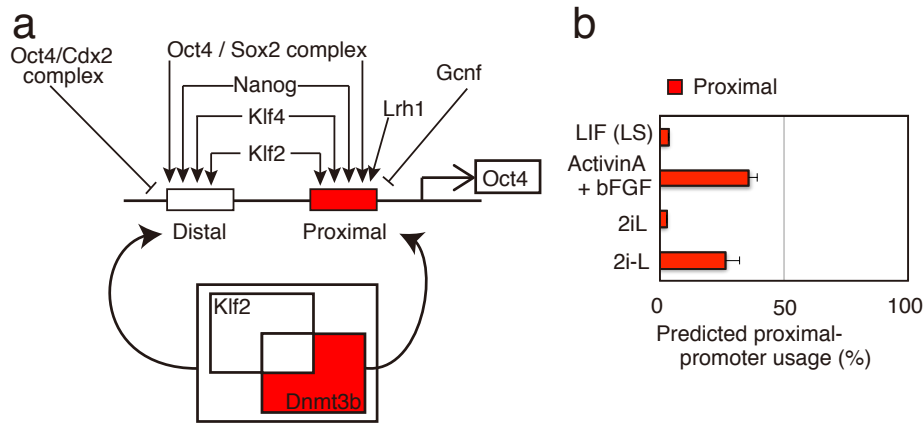 a
Oct4/Cdx2
complex
Oct4 / Sox2 complex
Gcnf
Nanog
Lrh1
Klf4
Klf2
Oct4
Distal
Proximal
Klf2
Dnmt3b
b
Proximal
LIF (LS)
ActivinA
+ bFGF
2iL
2i-L
0 50 100
Predicted proximal-
promoter usage (%)